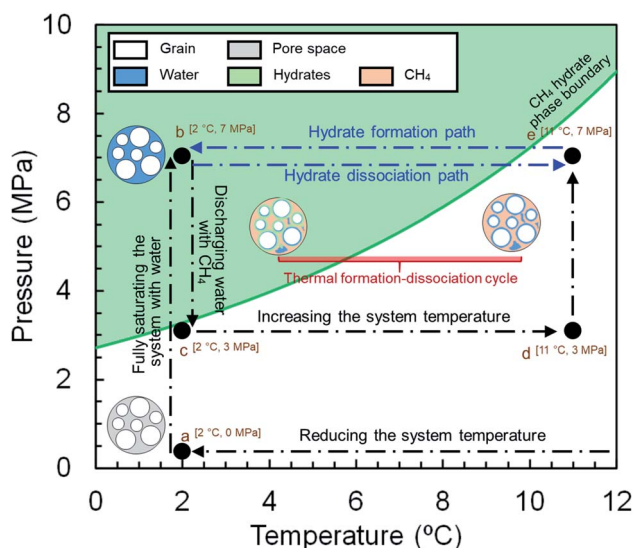 10
8
6
4
2
0
Pressure (MPa)
Grain
Pore space
Water
Hydrates
CH₄
CH₄ hydrate
phase boundary
b [2 °C, 7 MPa]
Hydrate formation path
e [11 °C, 7 MPa]
Hydrate dissociation path
Discharging water
with CH₄
Fully saturating the
system with water
Thermal formation-dissociation cycle
Increasing the system temperature
c [2 °C, 3 MPa]
d [11 °C, 3 MPa]
a [2 °C, 0 MPa]
Reducing the system temperature
0 2 4 6 8 10 12
Temperature (ºC)